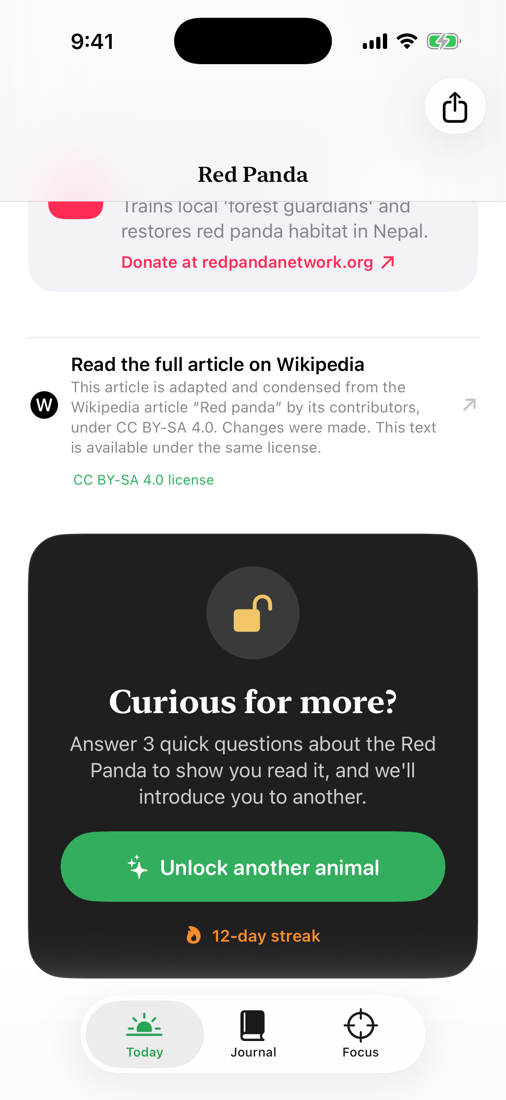 9:41
Red Panda
Trains local 'forest guardians' and
restores red panda habitat in Nepal.
Donate at redpandanetwork.org
Read the full article on Wikipedia
W
This article is adapted and condensed from the
Wikipedia article “Red panda” by its contributors,
under CC BY-SA 4.0. Changes were made. This text
is available under the same license.
CC BY-SA 4.0 license
Curious for more?
Answer 3 quick questions about the Red
Panda to show you read it, and we'll
introduce you to another.
Unlock another animal
12-day streak
Today
Journal
Focus